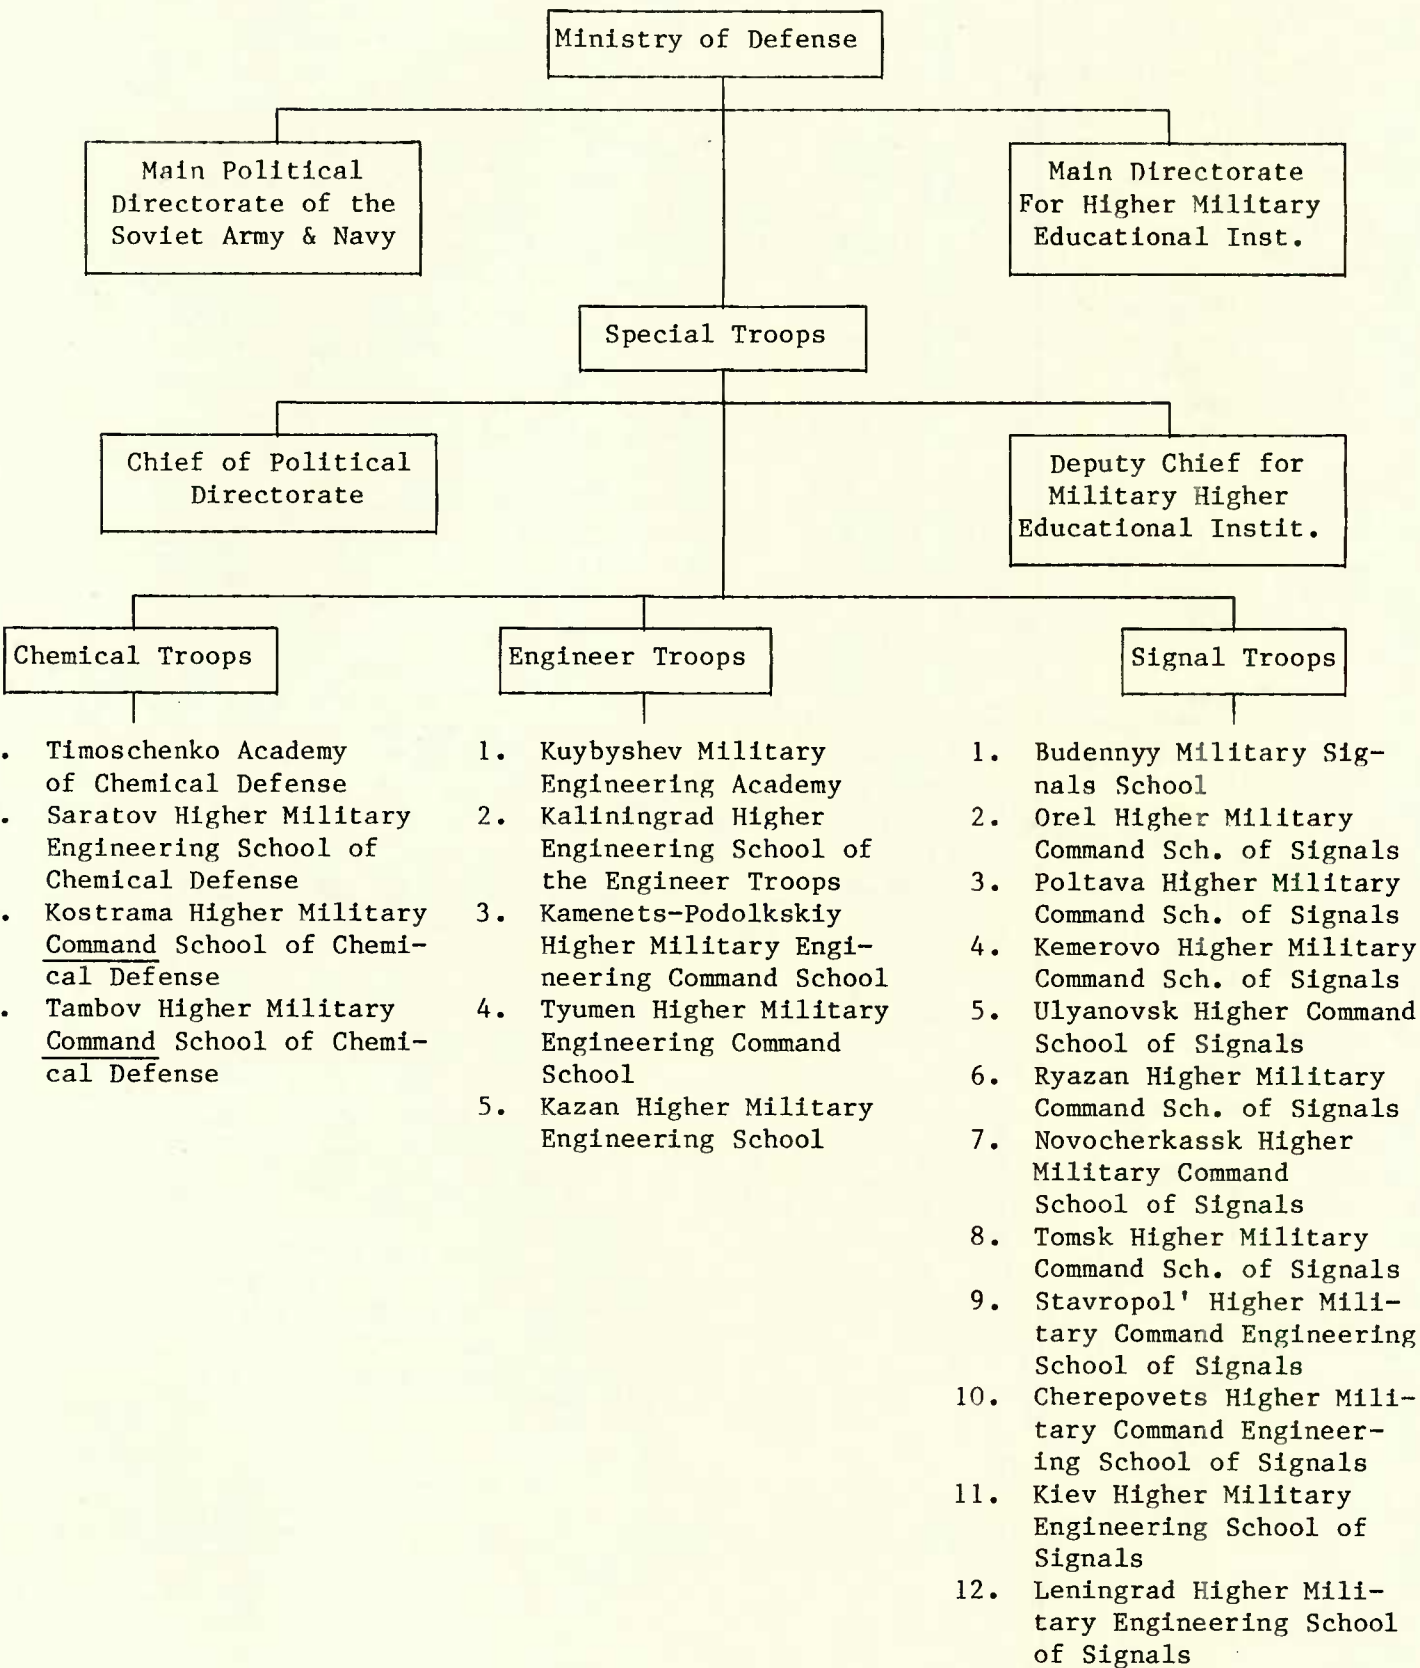 Ministry of Defense
Main Political
Directorate of the
Soviet Army & Navy
Main Directorate
For Higher Military
Educational Inst.
Special Troops
Chief of Political
Directorate
Deputy Chief for
Military Higher
Educational Instit.
Chemical Troops
Engineer Troops
Signal Troops
. Timoschenko Academy
of Chemical Defense
. Saratov Higher Military
Engineering School of
Chemical Defense
. Kostrama Higher Military
Command School of Chemi-
cal Defense
. Tambov Higher Military
Command School of Chemi-
cal Defense
1. Kuybyshev Military
Engineering Academy
2. Kaliningrad Higher
Engineering School of
the Engineer Troops
3. Kamenets-Podolkskiy
Higher Military Engi-
neering Command School
4. Tyumen Higher Military
Engineering Command
School
5. Kazan Higher Military
Engineering School
1. Budennyy Military Sig-
nals School
2. Orel Higher Military
Command Sch. of Signals
3. Poltava Higher Military
Command Sch. of Signals
4. Kemerovo Higher Military
Command Sch. of Signals
5. Ulyanovsk Higher Command
School of Signals
6. Ryazan Higher Military
Command Sch. of Signals
7. Novocherkassk Higher
Military Command
School of Signals
8. Tomsk Higher Military
Command Sch. of Signals
9. Stavropol' Higher Mili-
tary Command Engineering
School of Signals
10. Cherepovets Higher Mili-
tary Command Engineer-
ing School of Signals
11. Kiev Higher Military
Engineering School of
Signals
12. Leningrad Higher Mili-
tary Engineering School
of Signals